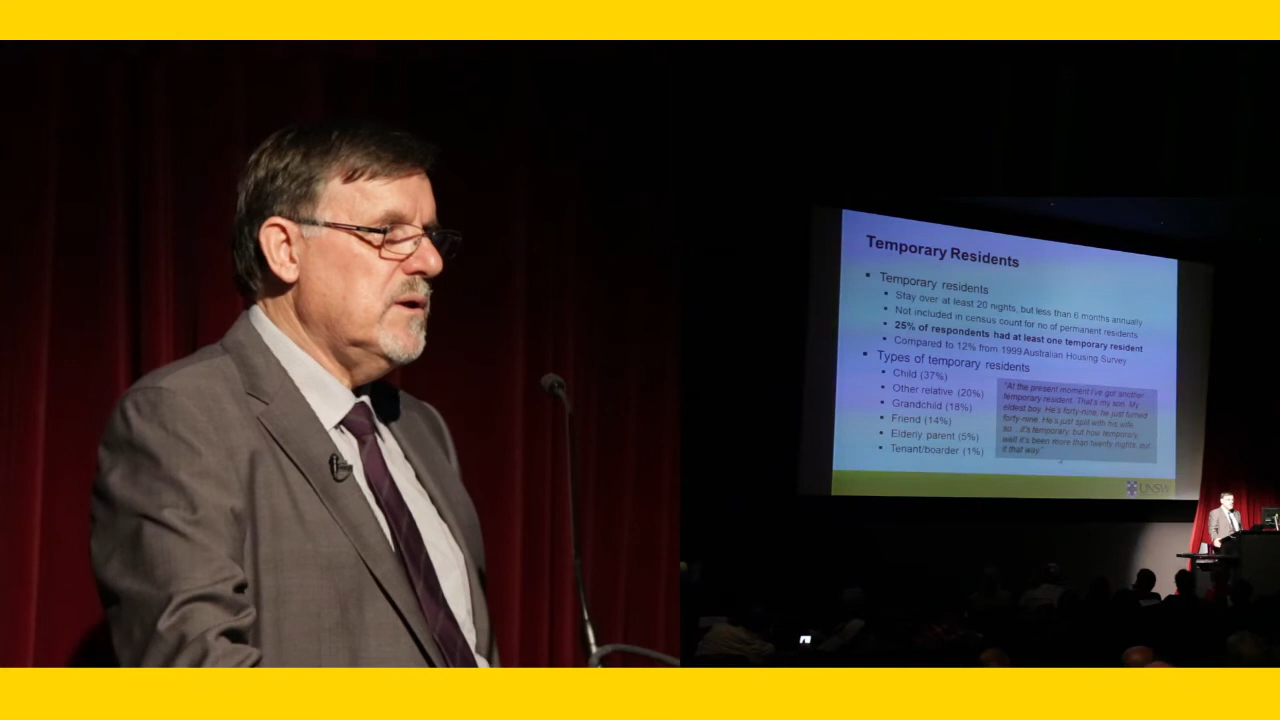 Temporary Residents
Temporary residents
Stay over at least 20 nights, but less than 6 months annually
Not included in census count for no of permanent residents
25% of respondents had at least one temporary resident
Compared to 12% from 1999 Australian Housing Survey
Types of temporary residents
Child (37%)
Other relative (20%)
Grandchild (18%)
Friend (14%)
Elderly parent (5%)
Tenant/boarder (1%)
"At the present moment I've got another
temporary resident. That's my son. My
eldest boy. He's forty-nine, he just turned
forty-nine. He's just split with his wife,
so .. it's temporary, but how temporary,
well it's been more than twenty nights, put
it that way."
UNSW